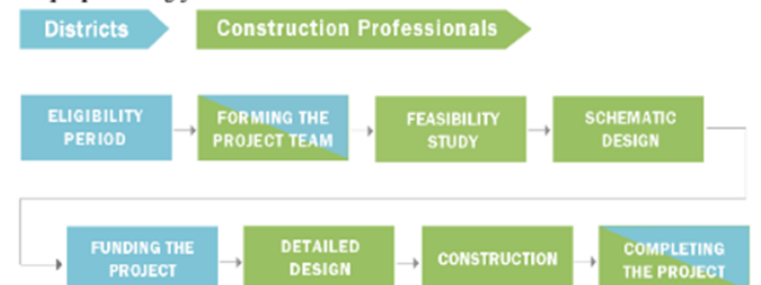 Districts
Construction Professionals
ELIGIBILITY
PERIOD
FORMING THE
PROJECT TEAM
FEASIBILITY
STUDY
SCHEMATIC
DESIGN
FUNDING THE
PROJECT
DETAILED
DESIGN
CONSTRUCTION
COMPLETING
THE PROJECT